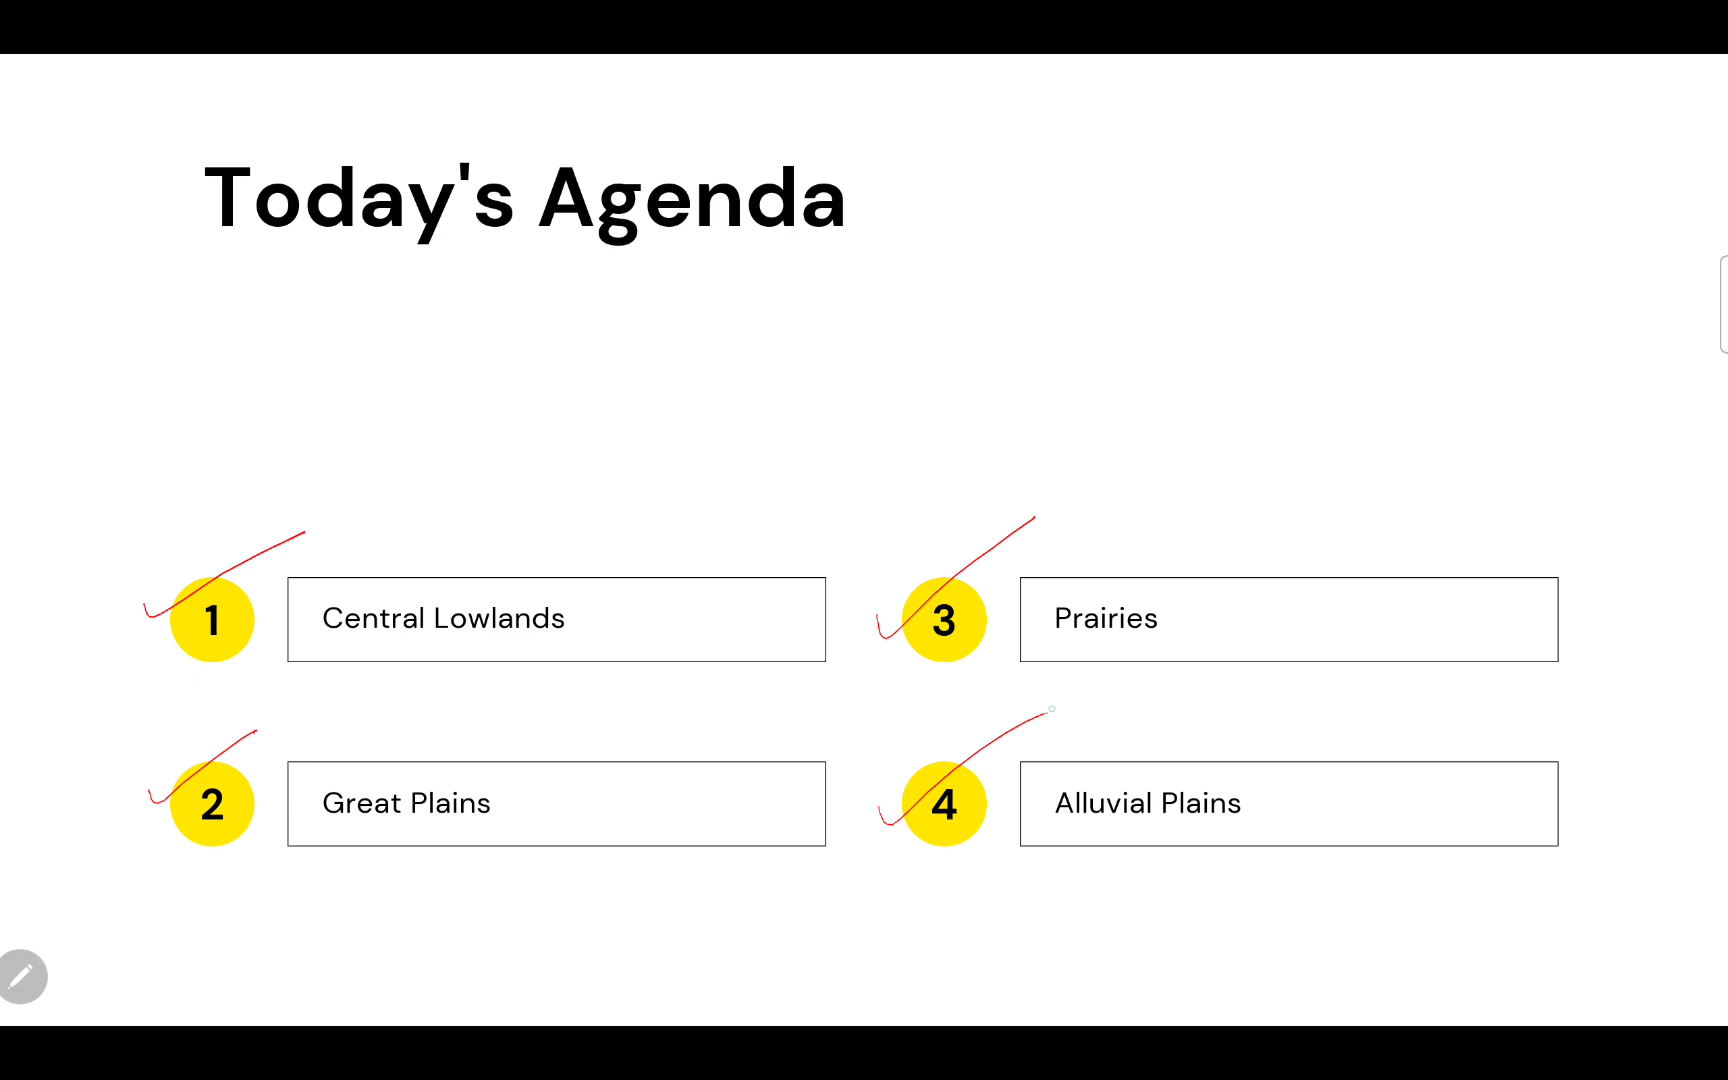 Today's Agenda
1 Central Lowlands
2 Great Plains
3 Prairies
4 Alluvial Plains